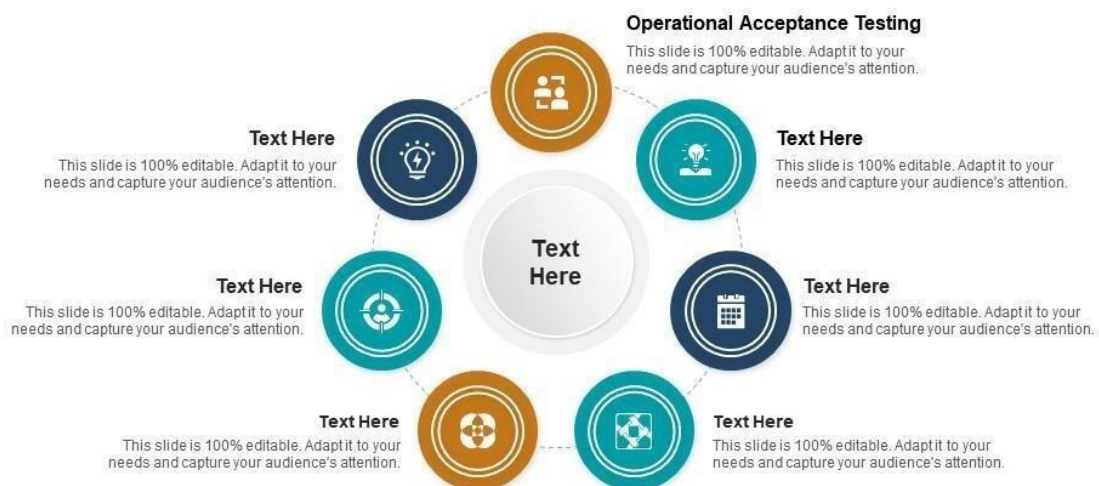 Operational Acceptance Testing
This slide is 100% editable. Adapt it to your
needs and capture your audience's attention.
Text Here
This slide is 100% editable. Adapt it to your
needs and capture your audience's attention.
Text Here
This slide is 100% editable. Adapt it to your
needs and capture your audience's attention.
Text
Here
Text Here
This slide is 100% editable. Adapt it to your
needs and capture your audience's attention.
Text Here
This slide is 100% editable. Adapt it to your
needs and capture your audience's attention.
Text Here
This slide is 100% editable. Adapt it to your
needs and capture your audience's attention.
Text Here
This slide is 100% editable. Adapt it to your
needs and capture your audience's attention.